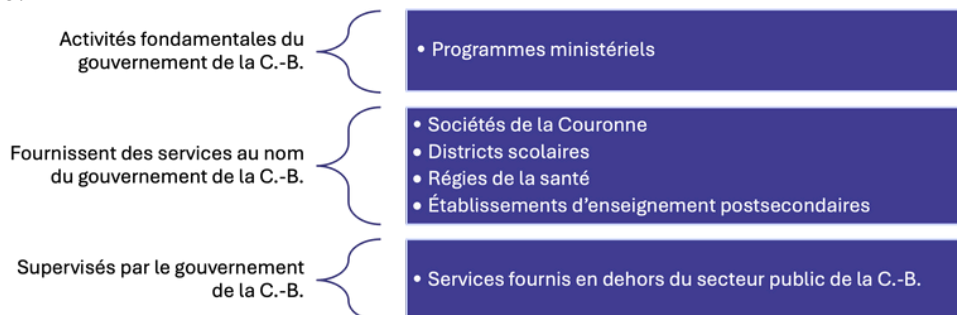 Activités fondamentales du
gouvernement de la C.-B.
• Programmes ministériels
Fournissent des services au nom
du gouvernement de la C.-B.
• Sociétés de la Couronne
• Districts scolaires
• Régies de la santé
• Établissements d’enseignement postsecondaires
Supervisés par le gouvernement
de la C.-B.
• Services fournis en dehors du secteur public de la C.-B.